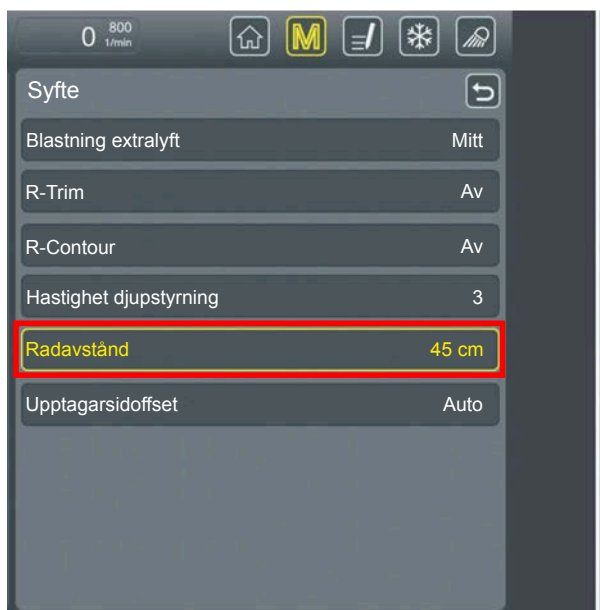 0 800 1/min
M
Syfte
Blastning extralyft Mitt
R-Trim Av
R-Contour Av
Hastighet djupstyrning 3
Radavstånd 45 cm
Upptagarsidoffset Auto